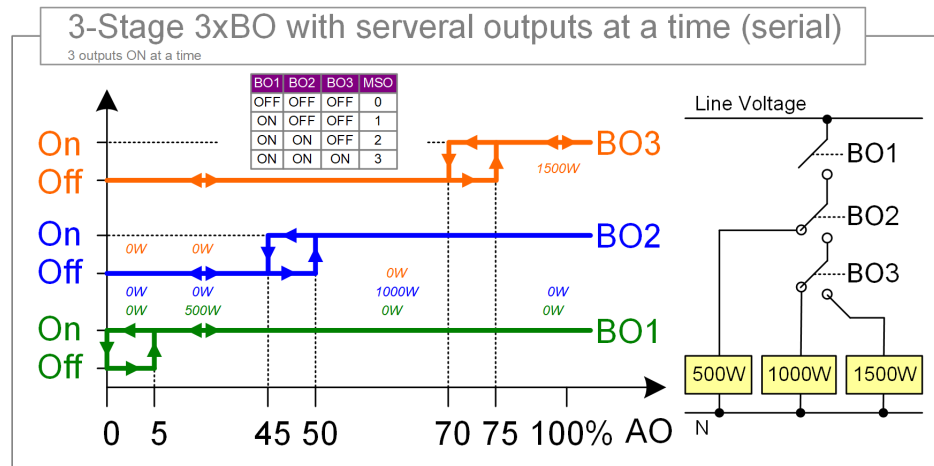 3-Stage 3xBO with serveral outputs at a time (serial)
3 outputs ON at a time
BO1 BO2 BO3 MSO
OFF OFF OFF 0
ON OFF OFF 1
ON ON OFF 2
ON ON ON 3
On
Off
BO3
1500W
On
Off
BO2
0W 0W
0W
0W 0W
1000W
0W
0W 500W
0W
0W
On
Off
BO1
0 5 45 50 70 75 100% AO
Line Voltage
BO1
BO2
BO3
500W 1000W 1500W
N